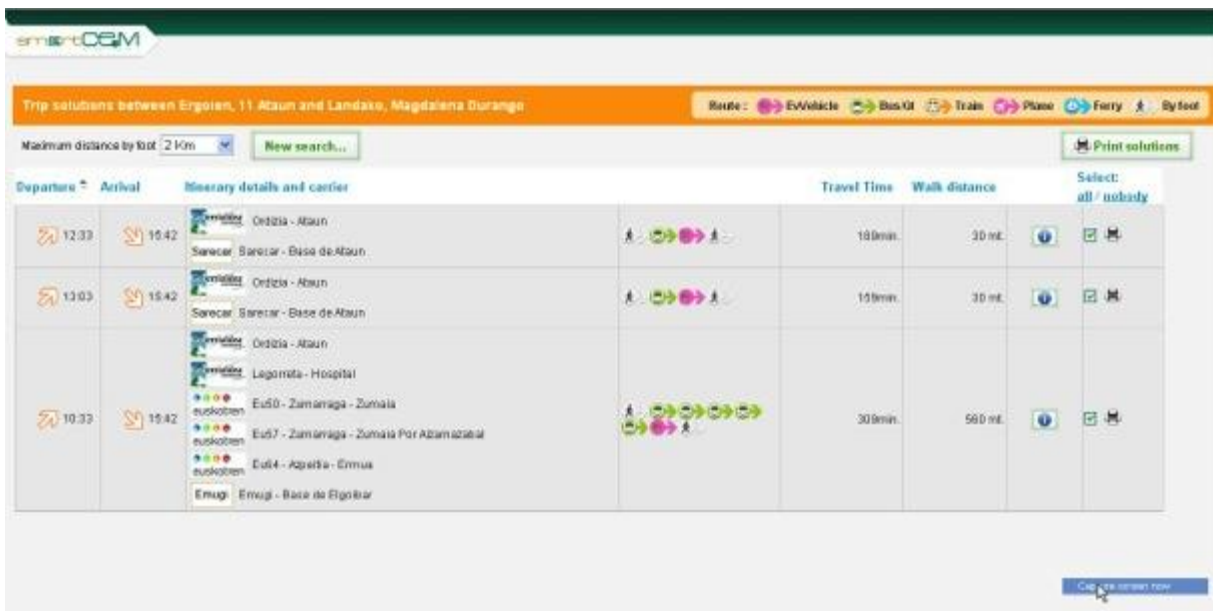 smartCEM
Trip solutions between Ergoien, 11 Ataun and Landako, Magdalena Durango
Route : EvVehicle Bus/Ul Train Plane Ferry By foot
Maximum distance by foot 2 Km New search... Print solutions
Departure Arrival Itinerary details and carrier Travel Time Walk distance Select: all / nobody
12:33 15:42 Ordizia - Ataun 189min. 30 mt.
Sarecar Sarecar - Base de Ataun
13:03 15:42 Ordizia - Ataun 159min. 30 mt.
Sarecar Sarecar - Base de Ataun
10:33 15:42 Ordizia - Ataun 309min. 560 mt.
Legorreta - Hospital
euskotren Eu50 - Zumarraga - Zumaia
euskotren Eu57 - Zumarraga - Zumaia Por Azkarnazabal
euskotren Eu64 - Azpeitia - Ermua
Emugi Emugi - Base de Elgoibar
Capture screen now